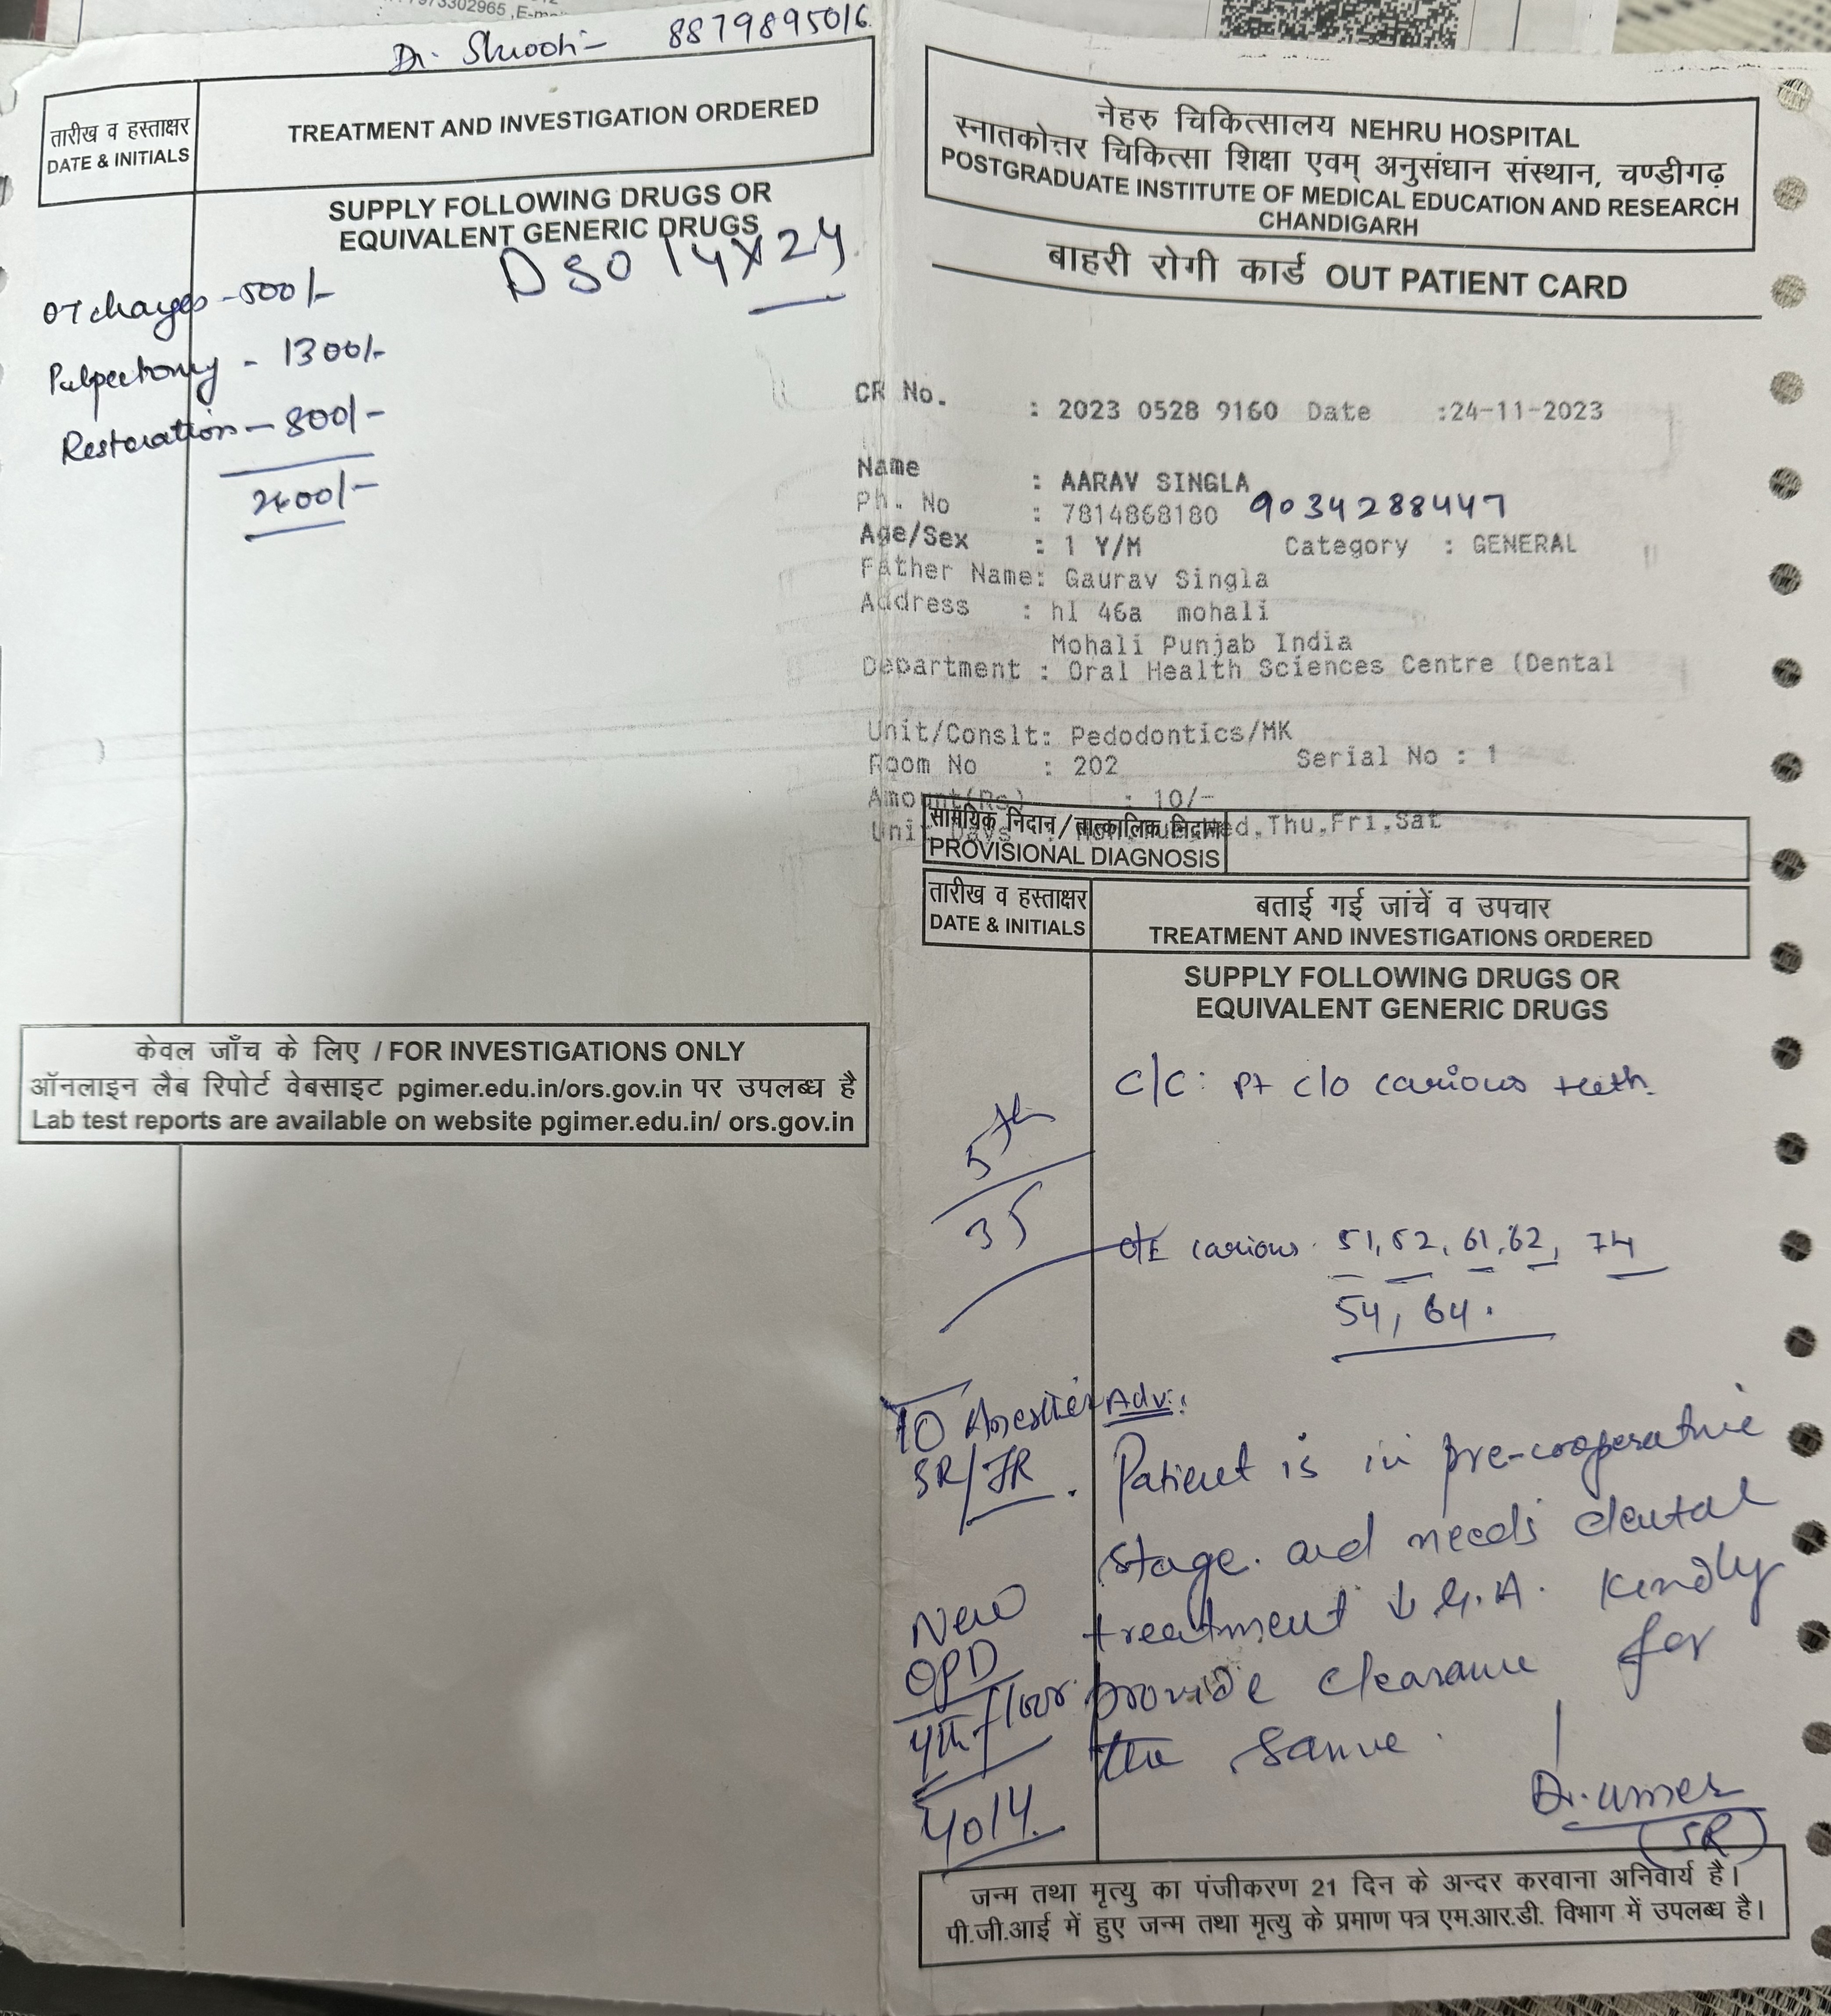 973302965 ,E-m
Dr. Shrooti - 8879895016
तारीख व हस्ताक्षर
DATE & INITIALS
TREATMENT AND INVESTIGATION ORDERED
SUPPLY FOLLOWING DRUGS OR
EQUIVALENT GENERIC DRUGS
OT charges - 500/-
Pulpectomy - 1300/-
Restoration - 800/-
2600/-
केवल जाँच के लिए / FOR INVESTIGATIONS ONLY
ऑनलाइन लैब रिपोर्ट वेबसाइट pgimer.edu.in/ors.gov.in पर उपलब्ध है
Lab test reports are available on website pgimer.edu.in/ ors.gov.in
नेहरु चिकित्सालय NEHRU HOSPITAL
स्नातकोत्तर चिकित्सा शिक्षा एवम् अनुसंधान संस्थान, चण्डीगढ़
POSTGRADUATE INSTITUTE OF MEDICAL EDUCATION AND RESEARCH
CHANDIGARH
बाहरी रोगी कार्ड OUT PATIENT CARD
CR No. : 2023 0528 9160 Date :24-11-2023
Name : AARAV SINGLA
Ph. No : 7814868180 9034288447
Age/Sex : 1 Y/M Category : GENERAL
Father Name: Gaurav Singla
Address : hl 46a mohali
Mohali Punjab India
Department : Oral Health Sciences Centre (Dental
Unit/Conslt: Pedodontics/MK
Room No : 202 Serial No : 1
Amount(Rs) : 10/-
Unit Days : Mon,Tue,Wed,Thu,Fri,Sat
सामयिक निदान/तात्कालिक निदान
PROVISIONAL DIAGNOSIS
तारीख व हस्ताक्षर
DATE & INITIALS
बताई गई जांचें व उपचार
TREATMENT AND INVESTIGATIONS ORDERED
SUPPLY FOLLOWING DRUGS OR
EQUIVALENT GENERIC DRUGS
C/C: Pt c/o carious teeth.
5th
35
O/E carious 51, 52, 61, 62, 74
54, 64.
Adv:
TO
SR/JR.
Patient is in pre-cooperative
stage. and needs dental
treatment ↓ G.A. Kindly
provide clearance for
the same.
New
OPD
4th floor
4014.
Dr. Umer
(SR)
जन्म तथा मृत्यु का पंजीकरण 21 दिन के अन्दर करवाना अनिवार्य है।
पी.जी.आई में हुए जन्म तथा मृत्यु के प्रमाण पत्र एम.आर.डी. विभाग में उपलब्ध है।